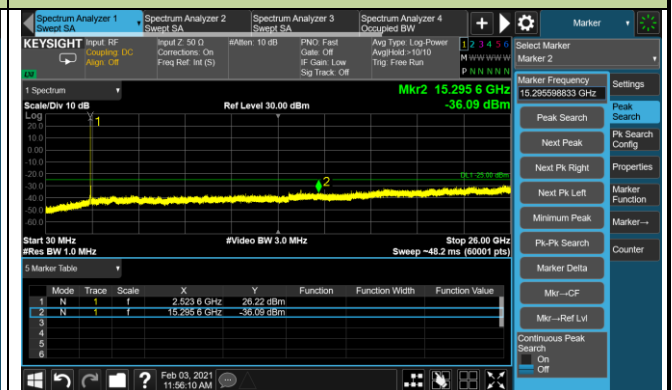 Spectrum Analyzer 1
Swept SA
Spectrum Analyzer 2
Swept SA
Spectrum Analyzer 3
Swept SA
Spectrum Analyzer 4
Occupied BW
Marker
KEYSIGHT
Input: RF
Coupling: DC
Align: Off
Input Z: 50 Ω
Corrections: On
Freq Ref: Int (S)
#Atten: 10 dB
PNO: Fast
Gate: Off
IF Gain: Low
Sig Track: Off
Avg Type: Log-Power
Avg|Hold:>10/10
Trig: Free Run
1 2 3 4 5 6
M W W W W W
P N N N N N
Select Marker
Marker 2
1 Spectrum
Scale/Div 10 dB
Ref Level 30.00 dBm
Mkr2 15.295 6 GHz
-36.09 dBm
Log
20.0
10.0
0.00
-10.0
-20.0
-30.0
-40.0
-50.0
-60.0
1
2
DL1 -25.00 dBm
Start 30 MHz
#Res BW 1.0 MHz
#Video BW 3.0 MHz
Stop 26.00 GHz
Sweep ~48.2 ms (60001 pts)
5 Marker Table
Mode Trace Scale X Y Function Function Width Function Value
1 N 1 f 2.523 6 GHz 26.22 dBm
2 N 1 f 15.295 6 GHz -36.09 dBm
3
4
5
6
Marker Frequency
15.295598833 GHz
Peak Search
Next Peak
Next Pk Right
Next Pk Left
Minimum Peak
Pk-Pk Search
Marker Delta
Mkr→CF
Mkr→Ref Lvl
Continuous Peak
Search
On
Off
Settings
Peak
Search
Pk Search
Config
Properties
Marker
Function
Marker→
Counter
Feb 03, 2021
11:56:10 AM